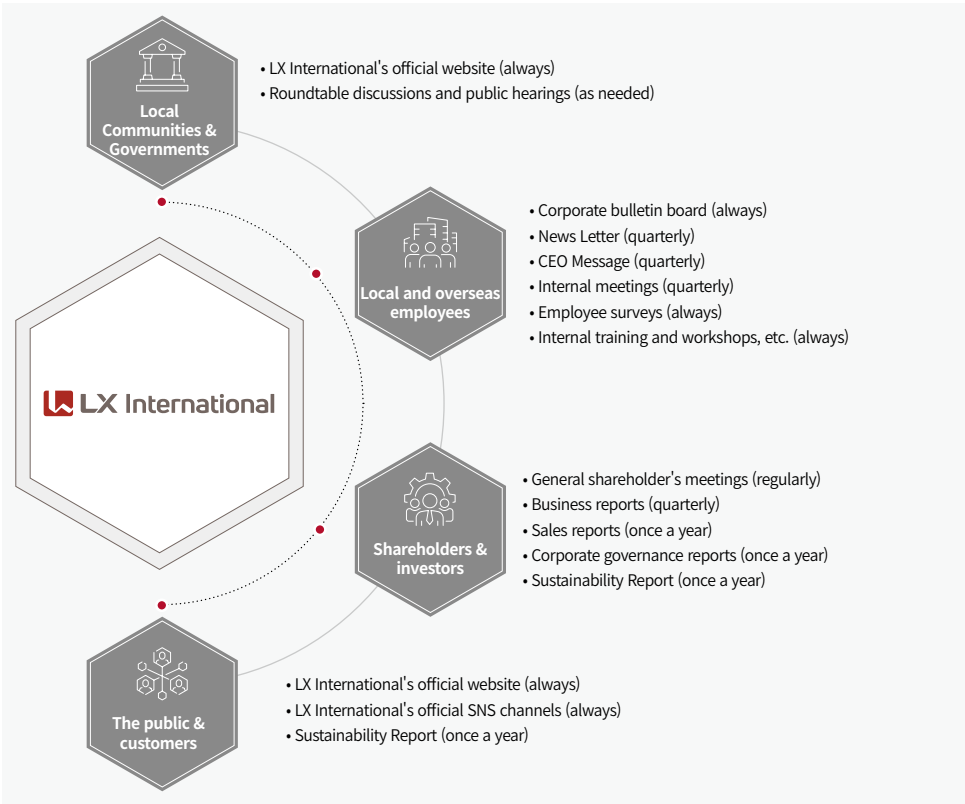 Local
Communities &
Governments
• LX International's official website (always)
• Roundtable discussions and public hearings (as needed)
Local and overseas
employees
• Corporate bulletin board (always)
• News Letter (quarterly)
• CEO Message (quarterly)
• Internal meetings (quarterly)
• Employee surveys (always)
• Internal training and workshops, etc. (always)
LX International
Shareholders &
investors
• General shareholder's meetings (regularly)
• Business reports (quarterly)
• Sales reports (once a year)
• Corporate governance reports (once a year)
• Sustainability Report (once a year)
The public &
customers
• LX International's official website (always)
• LX International's official SNS channels (always)
• Sustainability Report (once a year)